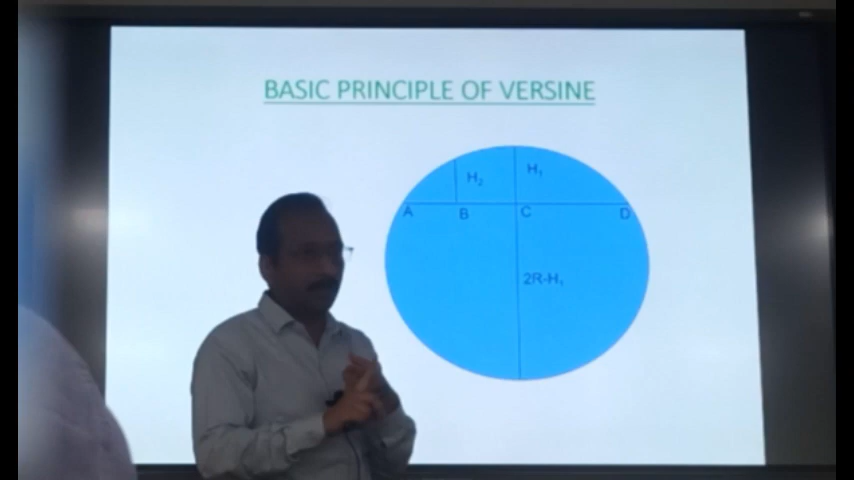 BASIC PRINCIPLE OF VERSINE
H₂ H₁
A B C D
2R-H₁